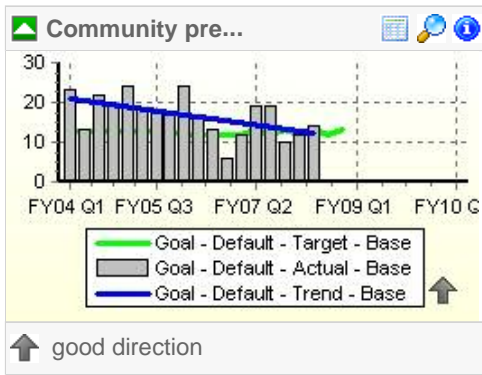 Community pre...
30
20
10
0
FY04 Q1 FY05 Q3 FY07 Q2 FY09 Q1 FY10 Q
Goal - Default - Target - Base
Goal - Default - Actual - Base
Goal - Default - Trend - Base
good direction